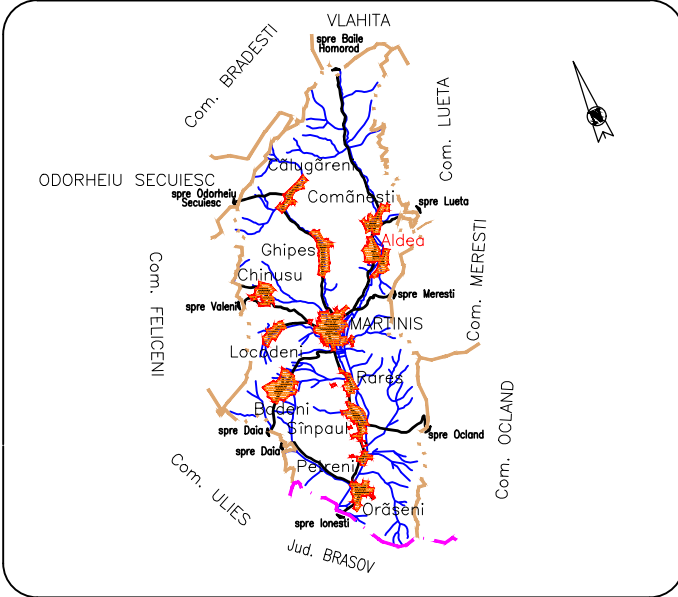 VLAHITA
spre Baile
Homorod
Com. BRADESTI
Com. LUETA
N
Călugăreni
ODORHEIU SECUIESC
spre Odorheiu
Secuiesc
Comănești
spre Lueta
Aldea
Ghipes
Com. MERESTI
Chinusu
Com. FELICENI
spre Meresti
spre Valeni
MARTINIS
Locodeni
Rares
Badeni
Com. OCLAND
Sînpaul
spre Daia
spre Ocland
spre Daia
Petreni
Com. ULIES
Orăseni
spre Ionesti
Jud. BRASOV